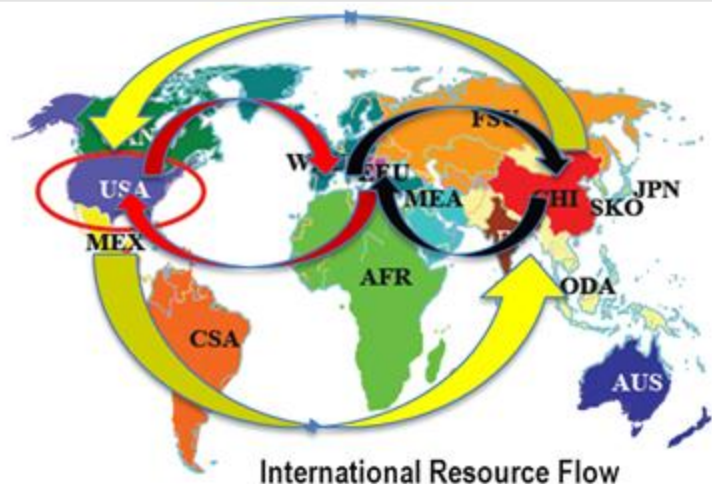 FSU
W
EEU
USA
MEA
CHI
JPN
SKO
MEX
AFR
ODA
CSA
AUS
International Resource Flow